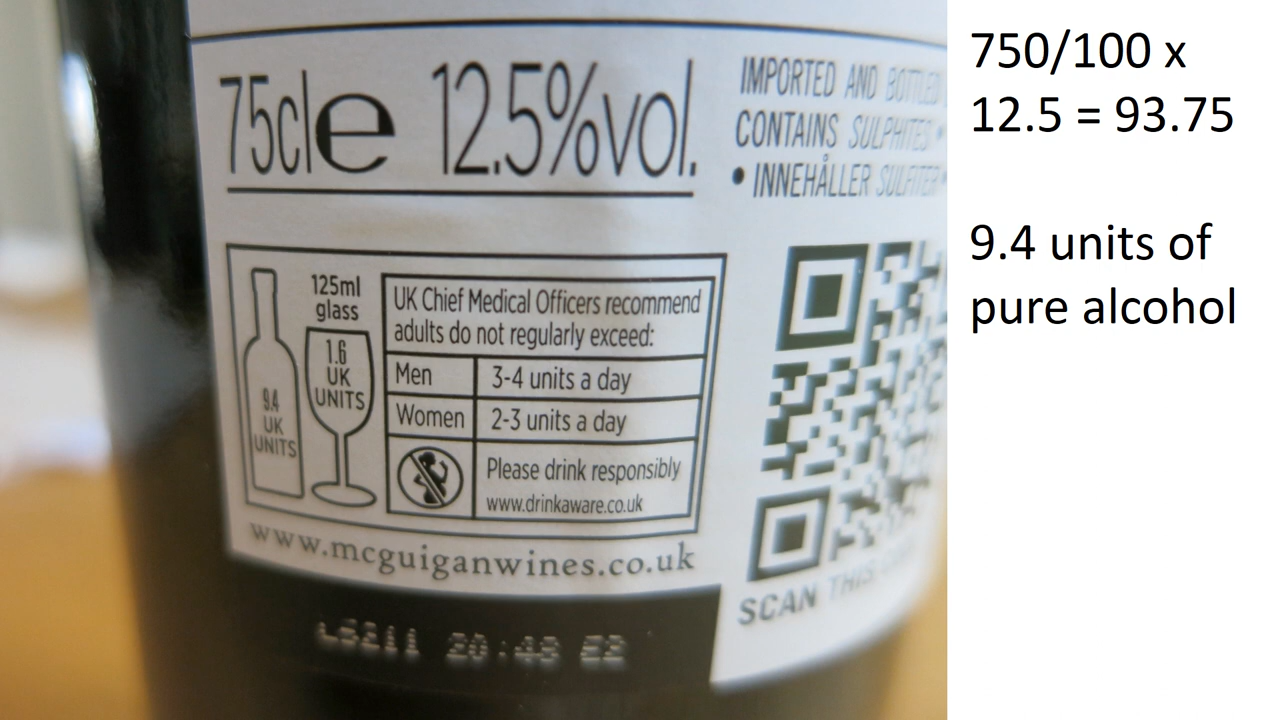 75cl e 12.5%vol.
IMPORTED AND BOTTLED
CONTAINS SULPHITES •
• INNEHÅLLER SULFITER •
125ml
glass
1.6
UK
UNITS
9.4
UK
UNITS
UK Chief Medical Officers recommend
adults do not regularly exceed:
Men 3-4 units a day
Women 2-3 units a day
Please drink responsibly
www.drinkaware.co.uk
www.mcguiganwines.co.uk
SCAN THIS
L6211 20:48 E2
750/100 x
12.5 = 93.75
9.4 units of
pure alcohol